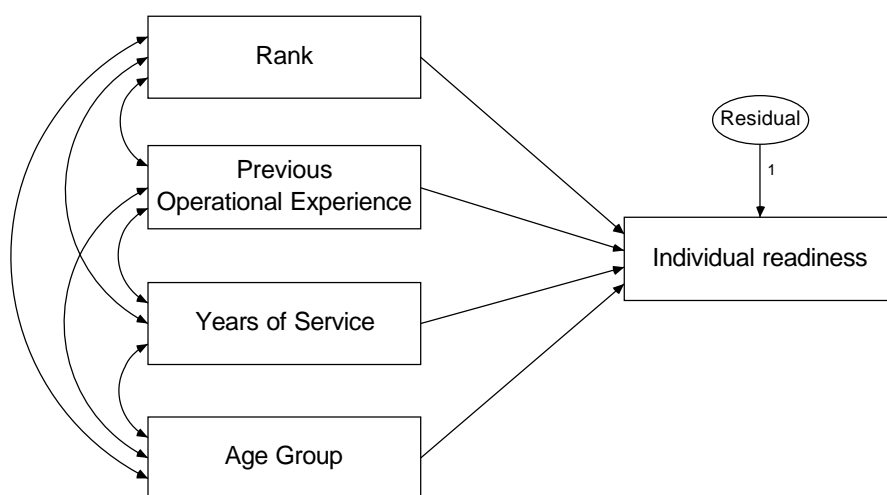 Rank
Previous
Operational Experience
Years of Service
Age Group
Residual
1
Individual readiness